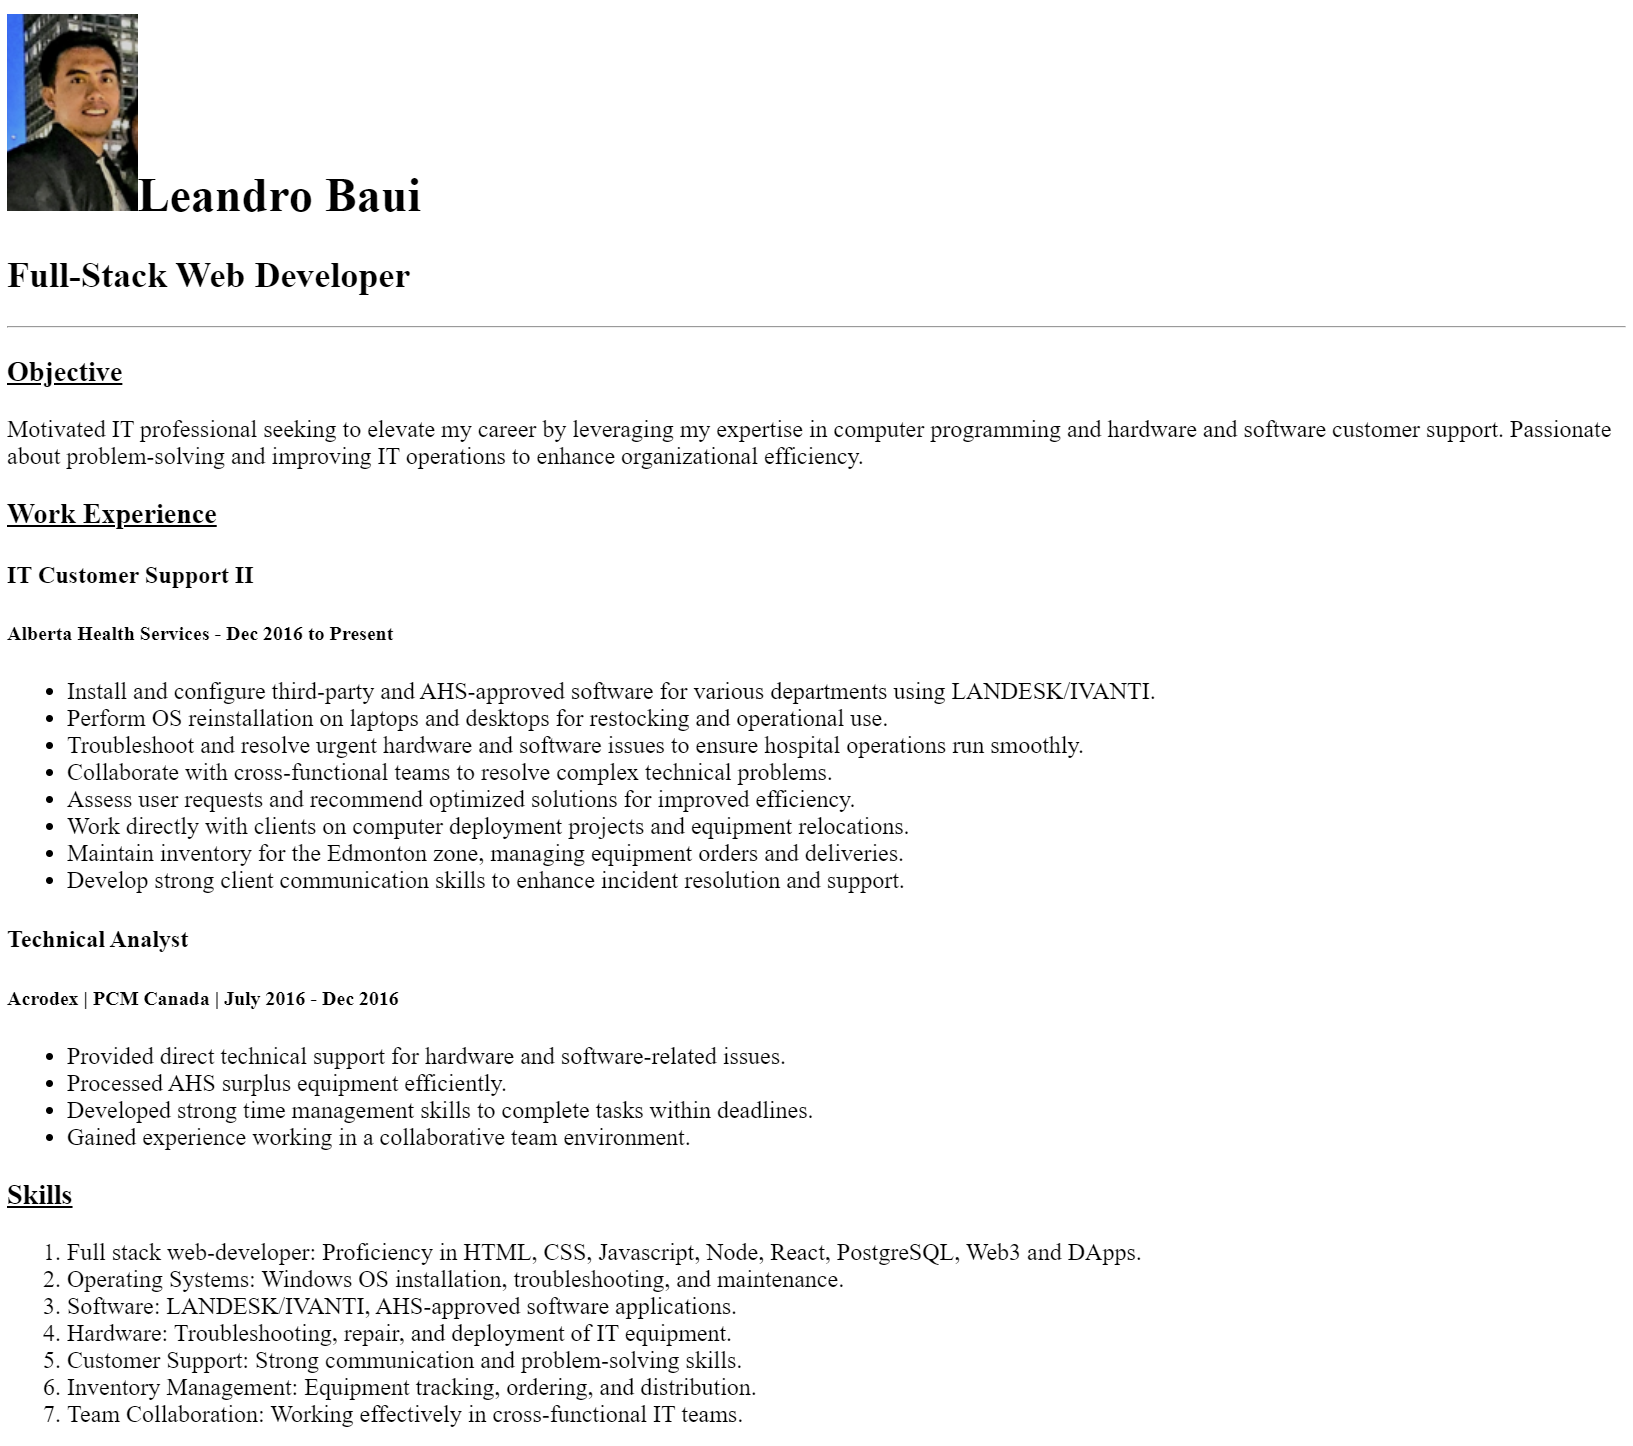 Leandro Baui
Full-Stack Web Developer
Objective
Motivated IT professional seeking to elevate my career by leveraging my expertise in computer programming and hardware and software customer support. Passionate
about problem-solving and improving IT operations to enhance organizational efficiency.
Work Experience
IT Customer Support II
Alberta Health Services - Dec 2016 to Present
• Install and configure third-party and AHS-approved software for various departments using LANDESK/IVANTI.
• Perform OS reinstallation on laptops and desktops for restocking and operational use.
• Troubleshoot and resolve urgent hardware and software issues to ensure hospital operations run smoothly.
• Collaborate with cross-functional teams to resolve complex technical problems.
• Assess user requests and recommend optimized solutions for improved efficiency.
• Work directly with clients on computer deployment projects and equipment relocations.
• Maintain inventory for the Edmonton zone, managing equipment orders and deliveries.
• Develop strong client communication skills to enhance incident resolution and support.
Technical Analyst
Acrodex | PCM Canada | July 2016 - Dec 2016
• Provided direct technical support for hardware and software-related issues.
• Processed AHS surplus equipment efficiently.
• Developed strong time management skills to complete tasks within deadlines.
• Gained experience working in a collaborative team environment.
Skills
1. Full stack web-developer: Proficiency in HTML, CSS, Javascript, Node, React, PostgreSQL, Web3 and DApps.
2. Operating Systems: Windows OS installation, troubleshooting, and maintenance.
3. Software: LANDESK/IVANTI, AHS-approved software applications.
4. Hardware: Troubleshooting, repair, and deployment of IT equipment.
5. Customer Support: Strong communication and problem-solving skills.
6. Inventory Management: Equipment tracking, ordering, and distribution.
7. Team Collaboration: Working effectively in cross-functional IT teams.